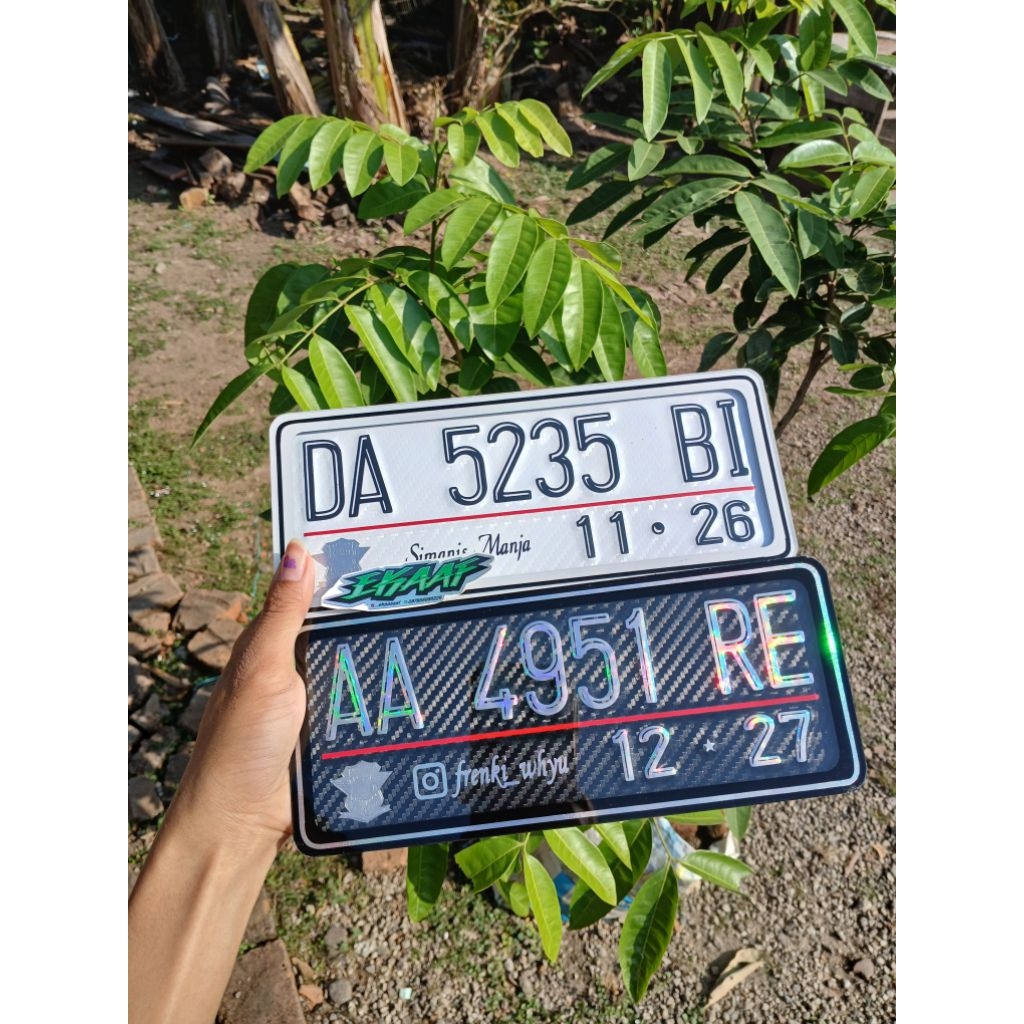 DA 5235 BI
11 • 26
Simanis Manja
EKAAF
AA 4951 RE
12 ★ 27
frenki_whyu